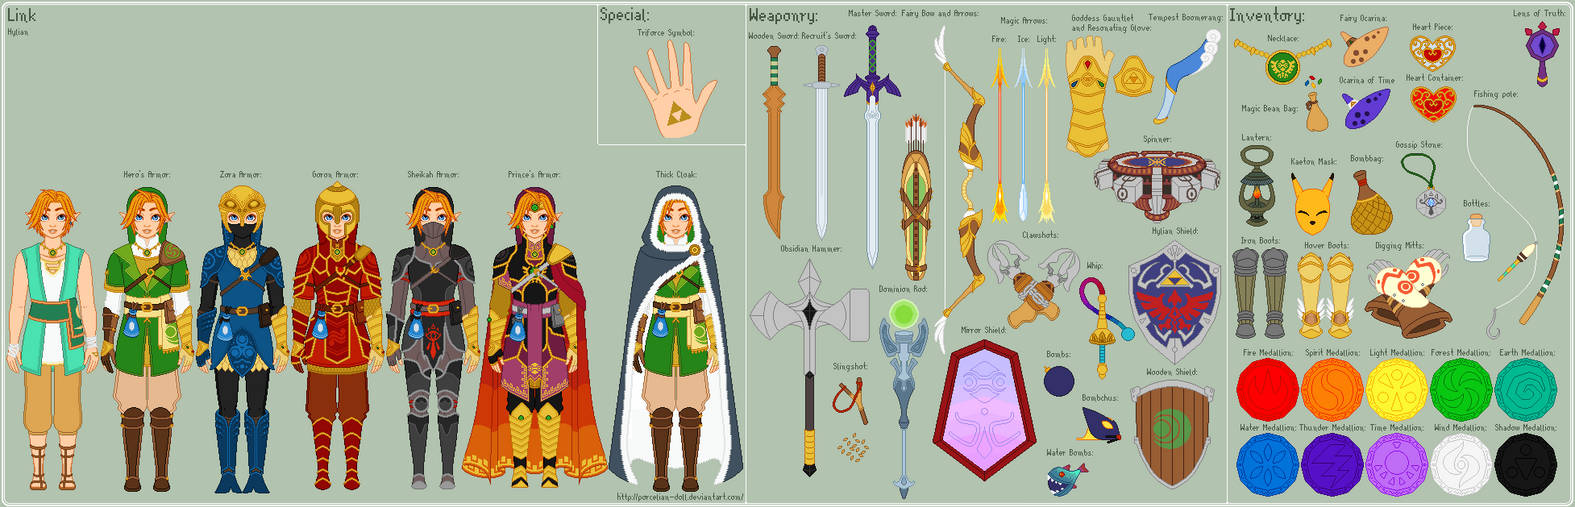 Link
Hylian
Hero's Armor:
Zora Armor:
Goron Armor:
Sheikah Armor:
Prince's Armor:
Thick Cloak:
Special:
Triforce Symbol:
http://porcelian-doll.deviantart.com/
Weaponry:
Wooden Sword:
Recruit's Sword:
Master Sword:
Fairy Bow and Arrows:
Magic Arrows:
Fire:
Ice:
Light:
Goddess Gauntlet
and Resonating Glove:
Tempest Boomerang:
Spinner:
Obsidian Hammer:
Dominion Rod:
Clawshots:
Whip:
Hylian Shield:
Mirror Shield:
Slingshot:
Bombs:
Bombchus:
Water Bombs:
Wooden Shield:
Inventory:
Necklace:
Fairy Ocarina:
Heart Piece:
Lens of Truth:
Magic Bean Bag:
Ocarina of Time
Heart Container:
Fishing pole:
Lantern:
Kaeton Mask:
Bombbag:
Gossip Stone:
Bottles:
Iron Boots:
Hover Boots:
Digging Mitts:
Fire Medallion:
Spirit Medallion:
Light Medallion:
Forest Medallion:
Earth Medallion:
Water Medallion:
Thunder Medallion:
Time Medallion:
Wind Medallion:
Shadow Medallion: